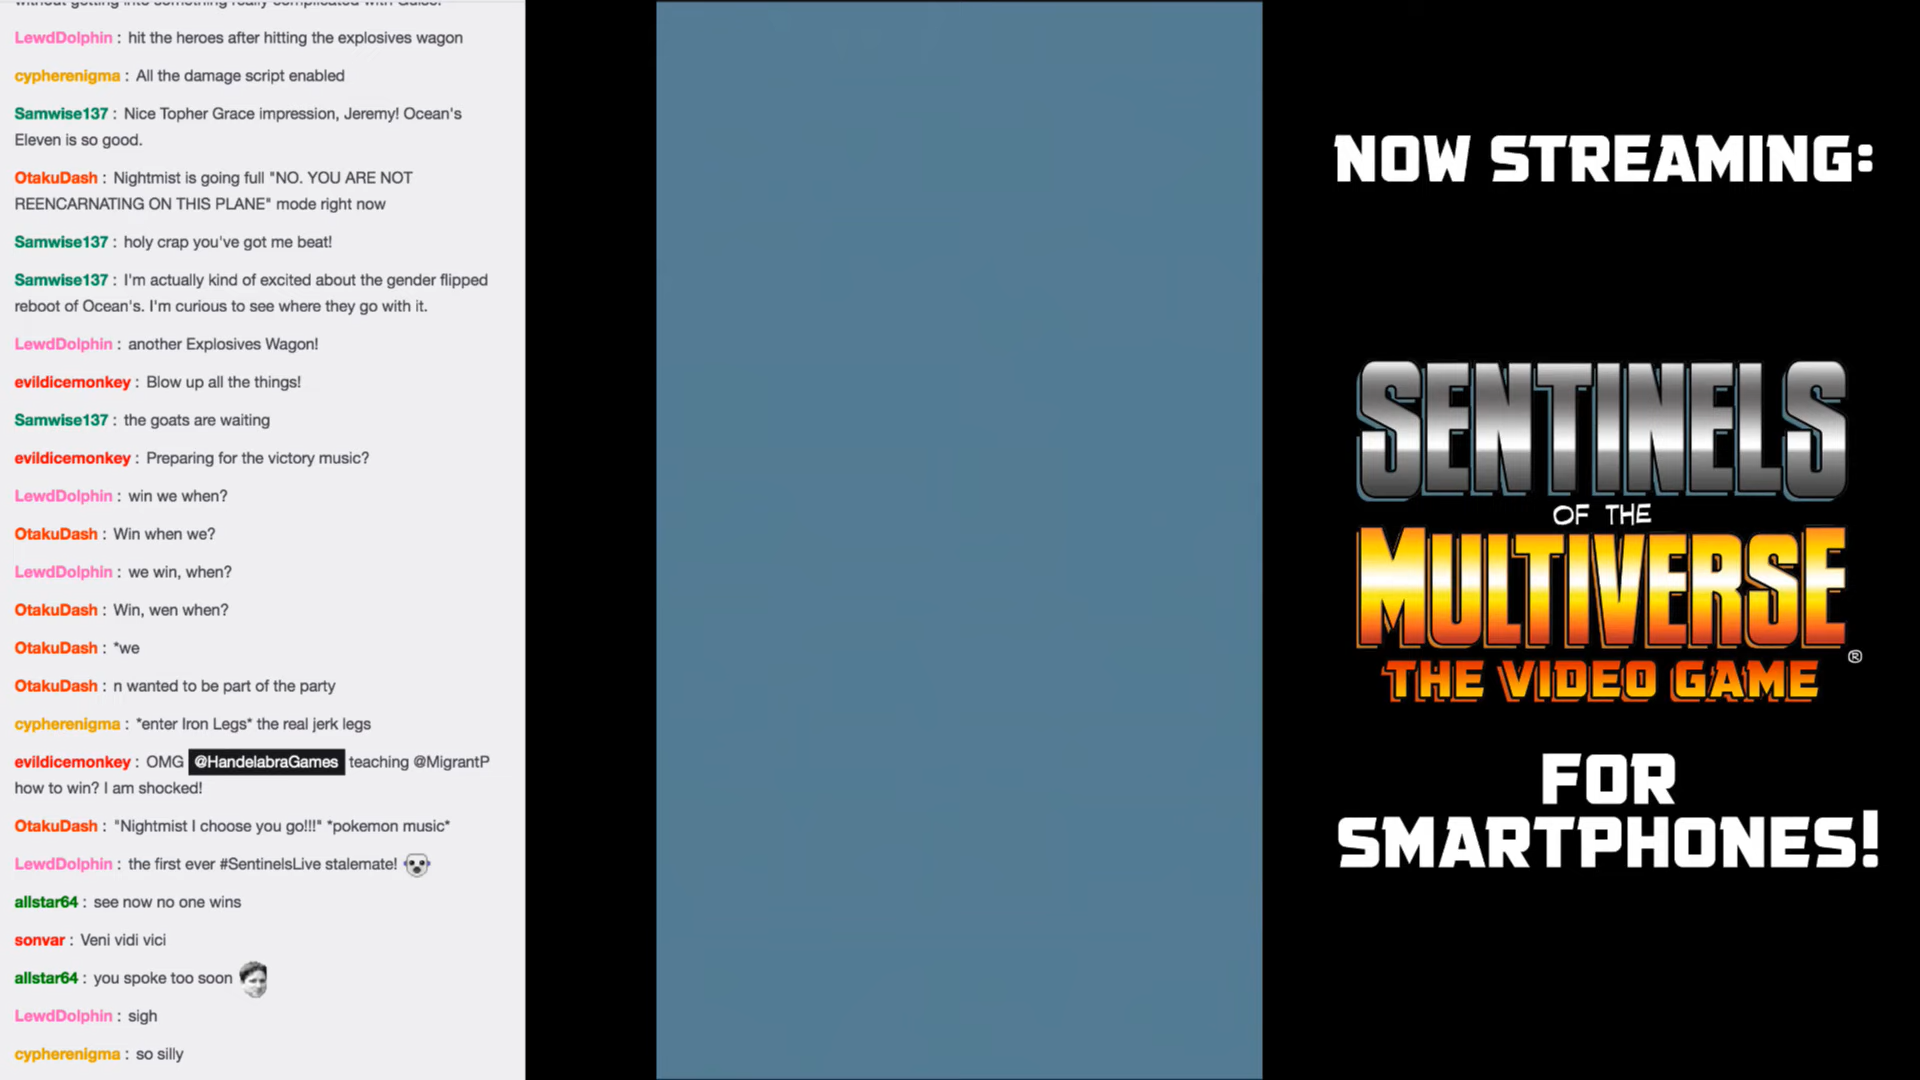 without getting into something really complicated with Guise!
LewdDolphin : hit the heroes after hitting the explosives wagon
cypherenigma : All the damage script enabled
Samwise137 : Nice Topher Grace impression, Jeremy! Ocean's
Eleven is so good.
OtakuDash : Nightmist is going full "NO. YOU ARE NOT
REENCARNATING ON THIS PLANE" mode right now
Samwise137 : holy crap you've got me beat!
Samwise137 : I'm actually kind of excited about the gender flipped
reboot of Ocean's. I'm curious to see where they go with it.
LewdDolphin : another Explosives Wagon!
evildicemonkey : Blow up all the things!
Samwise137 : the goats are waiting
evildicemonkey : Preparing for the victory music?
LewdDolphin : win we when?
OtakuDash : Win when we?
LewdDolphin : we win, when?
OtakuDash : Win, wen when?
OtakuDash : *we
OtakuDash : n wanted to be part of the party
cypherenigma : *enter Iron Legs* the real jerk legs
evildicemonkey : OMG @HandelabraGames teaching @MigrantP
how to win? I am shocked!
OtakuDash : "Nightmist I choose you go!!!" *pokemon music*
LewdDolphin : the first ever #SentinelsLive stalemate!
allstar64 : see now no one wins
sonvar : Veni vidi vici
allstar64 : you spoke too soon
LewdDolphin : sigh
cypherenigma : so silly
NOW STREAMING:
SENTINELS
OF THE
MULTIVERSE
®
THE VIDEO GAME
FOR
SMARTPHONES!